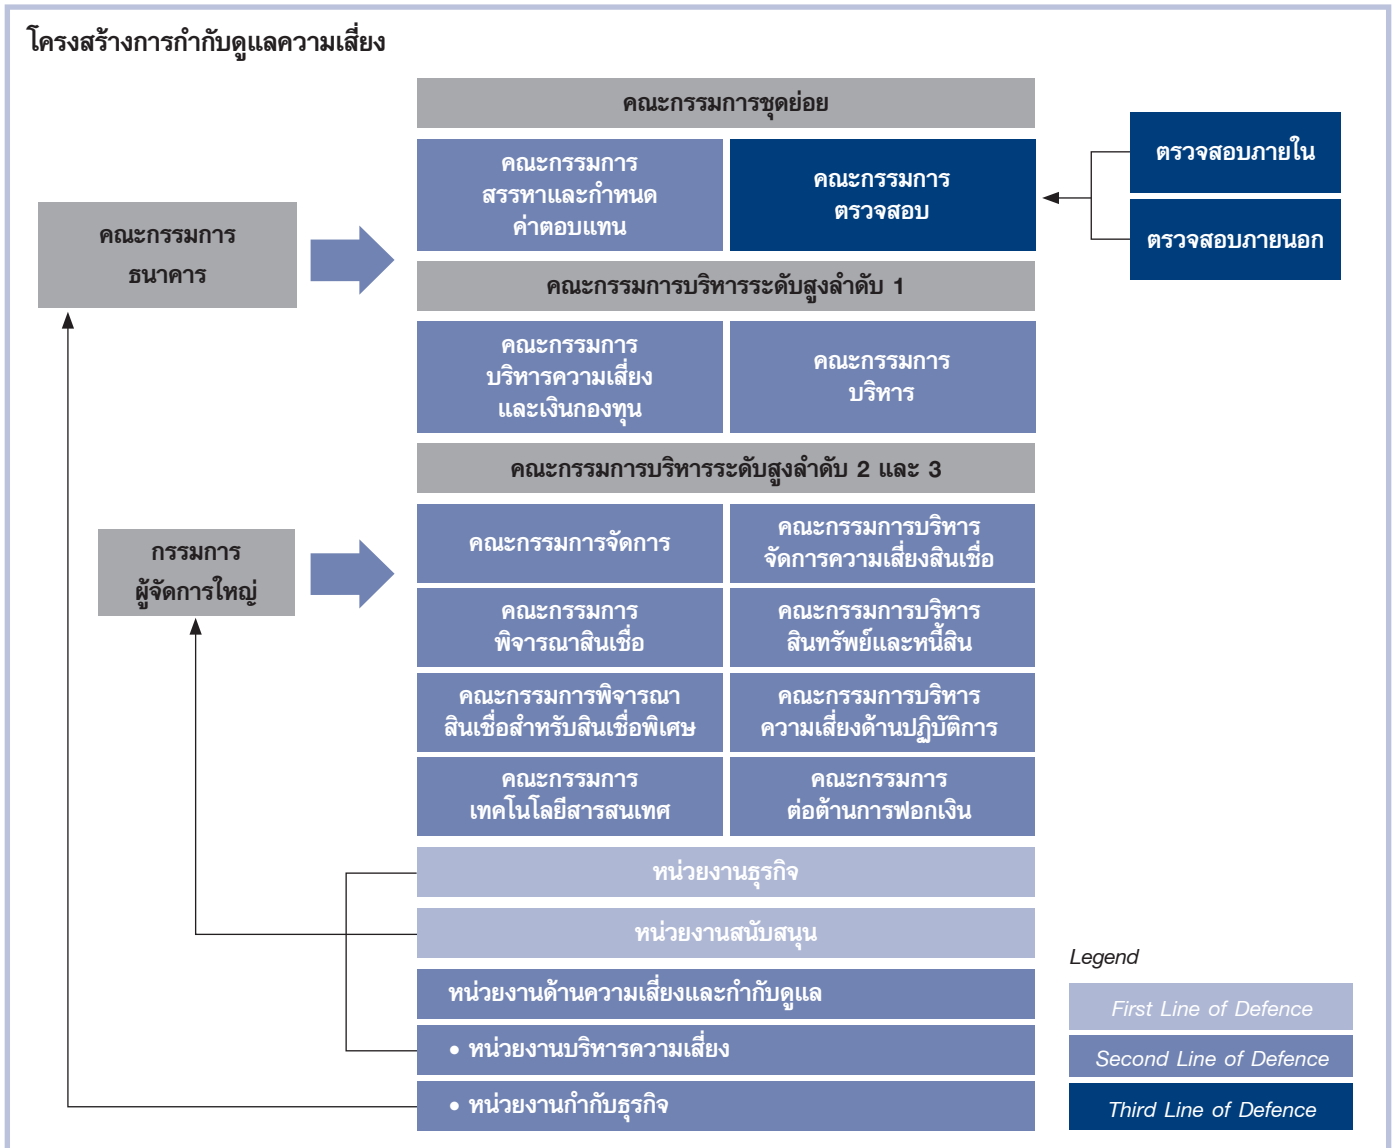 โครงสร้างการกำกับดูแลความเสี่ยง
คณะกรรมการชุดย่อย
คณะกรรมการ
สรรหาและกำหนด
ค่าตอบแทน
คณะกรรมการ
ตรวจสอบ
ตรวจสอบภายใน
ตรวจสอบภายนอก
คณะกรรมการ
ธนาคาร
คณะกรรมการบริหารระดับสูงลำดับ 1
คณะกรรมการ
บริหารความเสี่ยง
และเงินกองทุน
คณะกรรมการ
บริหาร
คณะกรรมการบริหารระดับสูงลำดับ 2 และ 3
กรรมการ
ผู้จัดการใหญ่
คณะกรรมการจัดการ
คณะกรรมการบริหาร
จัดการความเสี่ยงสินเชื่อ
คณะกรรมการ
พิจารณาสินเชื่อ
คณะกรรมการบริหาร
สินทรัพย์และหนี้สิน
คณะกรรมการพิจารณา
สินเชื่อสำหรับสินเชื่อพิเศษ
คณะกรรมการบริหาร
ความเสี่ยงด้านปฏิบัติการ
คณะกรรมการ
เทคโนโลยีสารสนเทศ
คณะกรรมการ
ต่อต้านการฟอกเงิน
หน่วยงานธุรกิจ
หน่วยงานสนับสนุน
หน่วยงานด้านความเสี่ยงและกำกับดูแล
• หน่วยงานบริหารความเสี่ยง
• หน่วยงานกำกับธุรกิจ
Legend
First Line of Defence
Second Line of Defence
Third Line of Defence